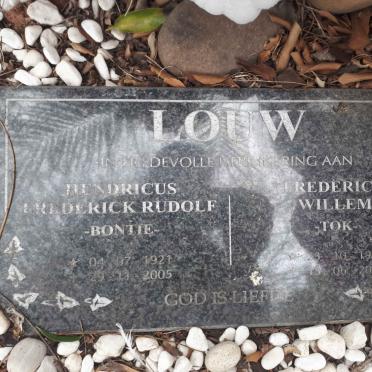 LOUW
IN LIEFDEVOLLE HERINNERING AAN
HENDRICUS
FREDERICK RUDOLF
-BONTIE-
04 07 1921
2005
FREDERIC
WILLEM
-TOK-
GOD IS LIEFDE